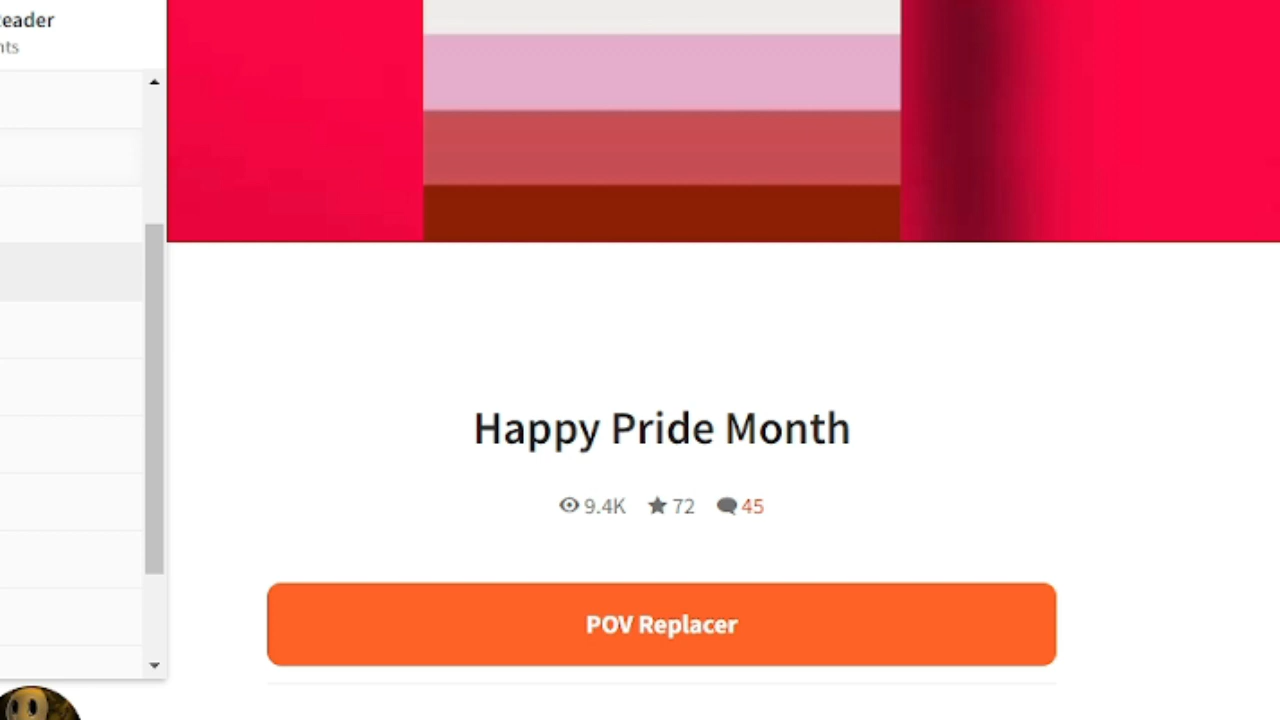 eader
nts
Happy Pride Month
9.4K 72 45
POV Replacer